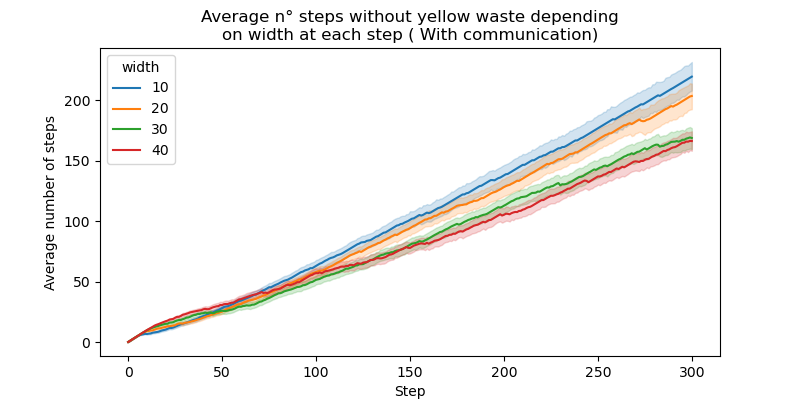 Average n° steps without yellow waste depending
on width at each step ( With communication)
width
10
20
30
40
Average number of steps
200
150
100
50
0
0 50 100 150 200 250 300
Step